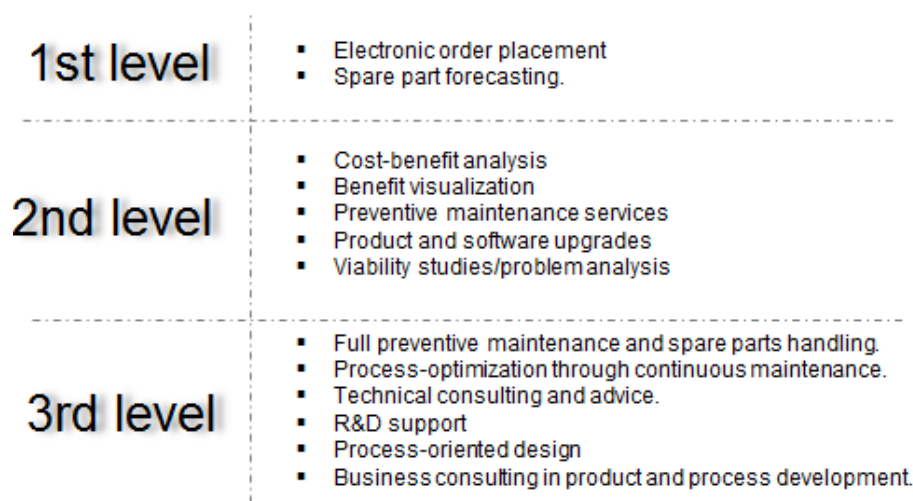 1st level
▪ Electronic order placement
▪ Spare part forecasting.
2nd level
▪ Cost-benefit analysis
▪ Benefit visualization
▪ Preventive maintenance services
▪ Product and software upgrades
▪ Viability studies/problem analysis
3rd level
▪ Full preventive maintenance and spare parts handling.
▪ Process-optimization through continuous maintenance.
▪ Technical consulting and advice.
▪ R&D support
▪ Process-oriented design
▪ Business consulting in product and process development.